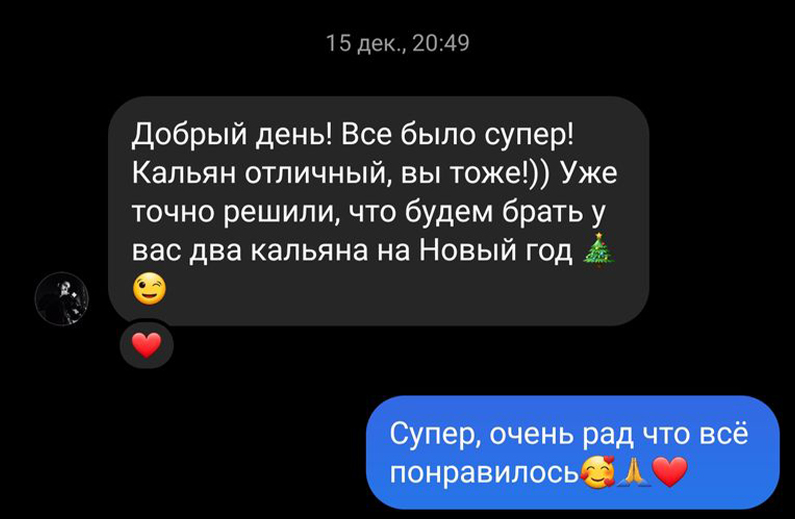 15 дек., 20:49
Добрый день! Все было супер!
Кальян отличный, вы тоже!)) Уже
точно решили, что будем брать у
вас два кальяна на Новый год 🎄
😉
❤️
Супер, очень рад что всё
понравилось🥰🙏❤️